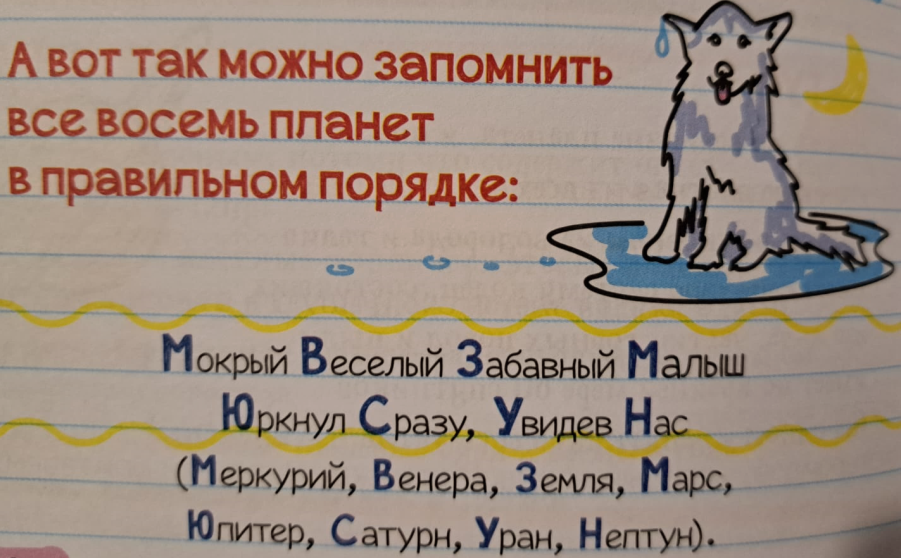 А вот так можно запомнить
все восемь планет
в правильном порядке:
Мокрый Веселый Забавный Малыш
Юркнул Сразу, Увидев Нас
(Меркурий, Венера, Земля, Марс,
Юпитер, Сатурн, Уран, Нептун).